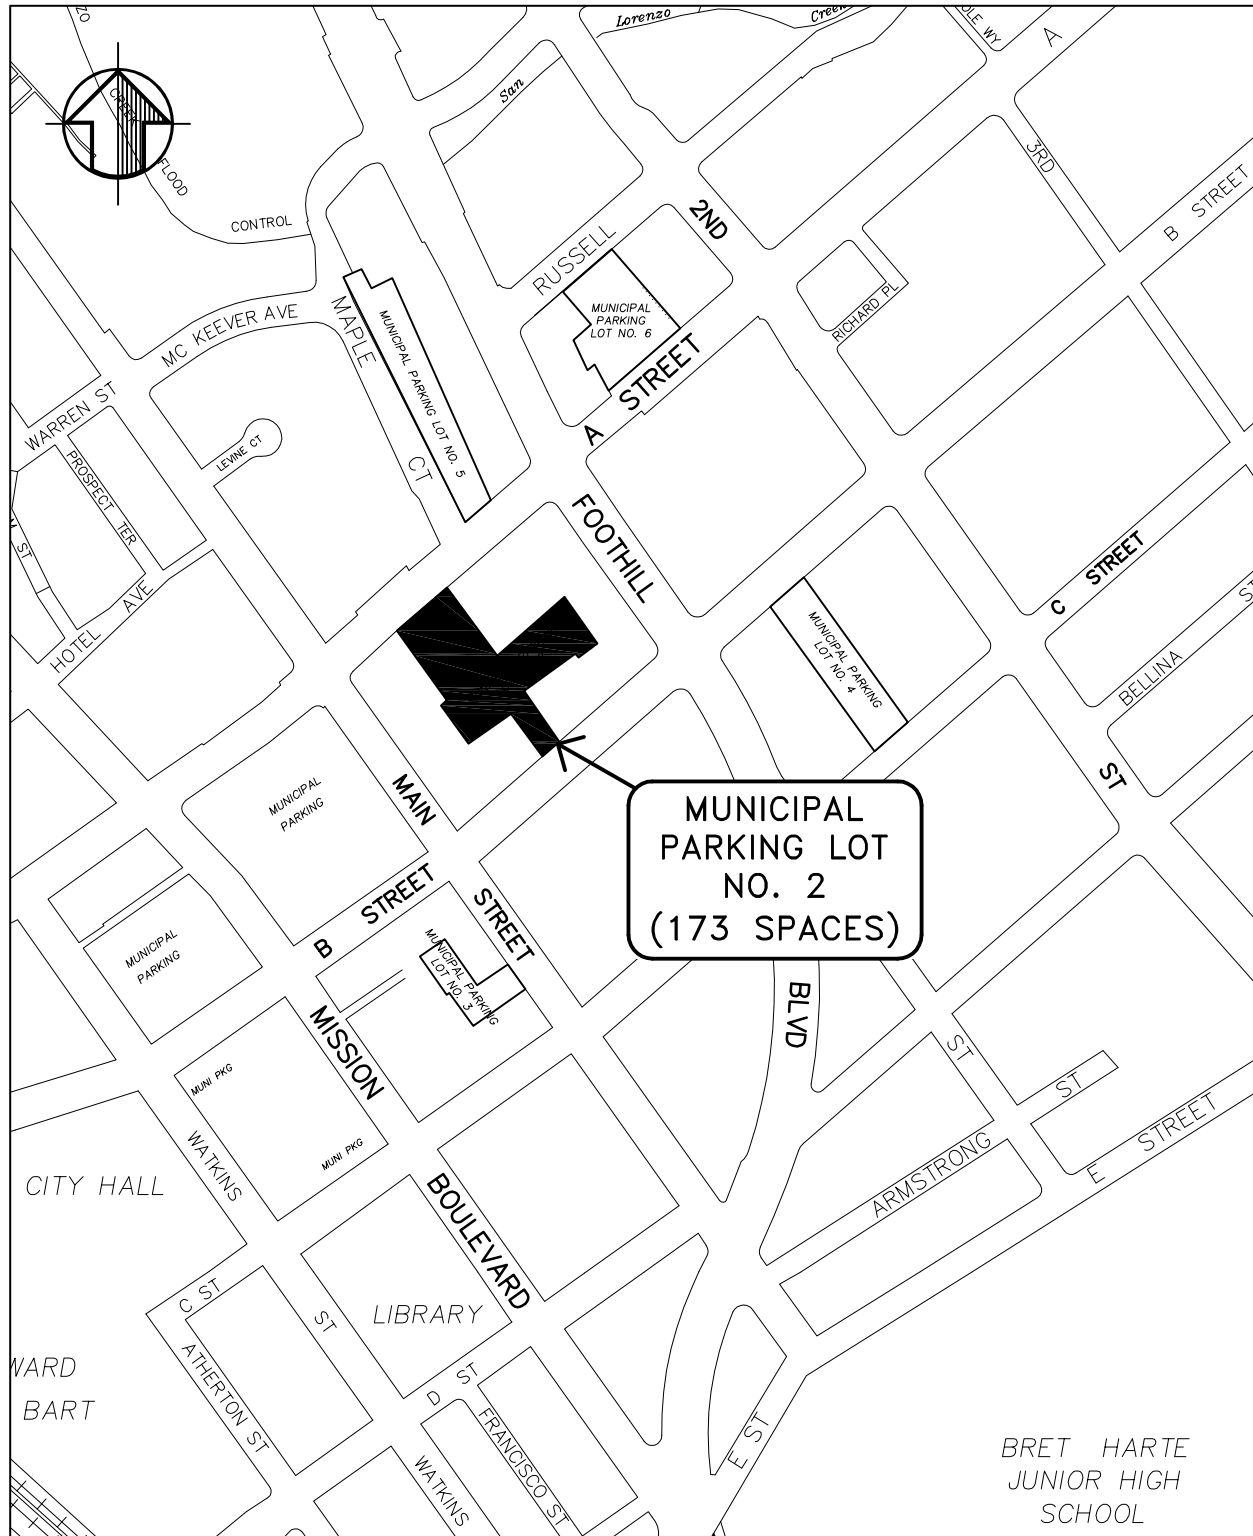 Lorenzo
Creek
San
A
3RD
B STREET
CREEK
FLOOD
CONTROL
2ND
RUSSELL
RICHARD PL
MUNICIPAL
PARKING
LOT NO. 6
MC KEEVER AVE
MAPLE
CT
MUNICIPAL PARKING LOT NO. 5
A STREET
WARREN ST
LEVINE CT
PROSPECT TER
HOTEL AVE
FOOTHILL
C STREET
BELLINA
ST
MUNICIPAL PARKING
LOT NO. 4
MAIN
STREET
MUNICIPAL
PARKING
MUNICIPAL
PARKING LOT
NO. 2
(173 SPACES)
B STREET
MUNICIPAL PARKING
LOT NO. 3
MUNICIPAL
PARKING
BLVD
MISSION
BOULEVARD
MUNI PKG
MUNI PKG
ST
ST
ARMSTRONG
E STREET
WATKINS
ST
CITY HALL
C ST
LIBRARY
ATHERTON ST
D ST
FRANCISCO ST
WATKINS
E ST
WARD
BART
BRET HARTE
JUNIOR HIGH
SCHOOL